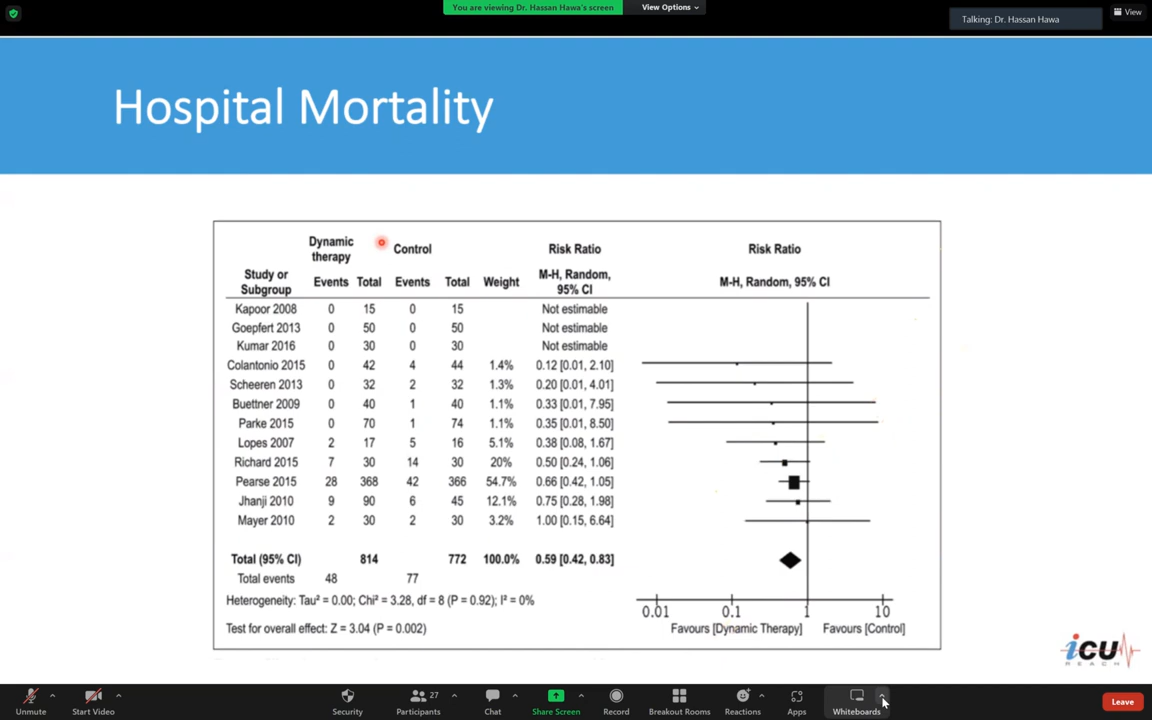 You are viewing Dr. Hassan Hawa's screen
View Options
Talking: Dr. Hassan Hawa
View
Hospital Mortality
Dynamic therapy Control Risk Ratio Risk Ratio
Study or Subgroup Events Total Events Total Weight M-H, Random, 95% CI M-H, Random, 95% CI
Kapoor 2008 0 15 0 15 Not estimable
Goepfert 2013 0 50 0 50 Not estimable
Kumar 2016 0 30 0 30 Not estimable
Colantonio 2015 0 42 4 44 1.4% 0.12 [0.01, 2.10]
Scheeren 2013 0 32 2 32 1.3% 0.20 [0.01, 4.01]
Buettner 2009 0 40 1 40 1.1% 0.33 [0.01, 7.95]
Parke 2015 0 70 1 74 1.1% 0.35 [0.01, 8.50]
Lopes 2007 2 17 5 16 5.1% 0.38 [0.08, 1.67]
Richard 2015 7 30 14 30 20% 0.50 [0.24, 1.06]
Pearse 2015 28 368 42 366 54.7% 0.66 [0.42, 1.05]
Jhanji 2010 9 90 6 45 12.1% 0.75 [0.28, 1.98]
Mayer 2010 2 30 2 30 3.2% 1.00 [0.15, 6.64]
Total (95% CI) 814 772 100.0% 0.59 [0.42, 0.83]
Total events 48 77
Heterogeneity: Tau² = 0.00; Chi² = 3.28, df = 8 (P = 0.92); I² = 0%
Test for overall effect: Z = 3.04 (P = 0.002)
0.01 0.1 1 10
Favours [Dynamic Therapy] Favours [Control]
iCU
REACH
Unmute
Start Video
Security
Participants 27
Chat
Share Screen
Record
Breakout Rooms
Reactions
Apps
Whiteboards
Leave